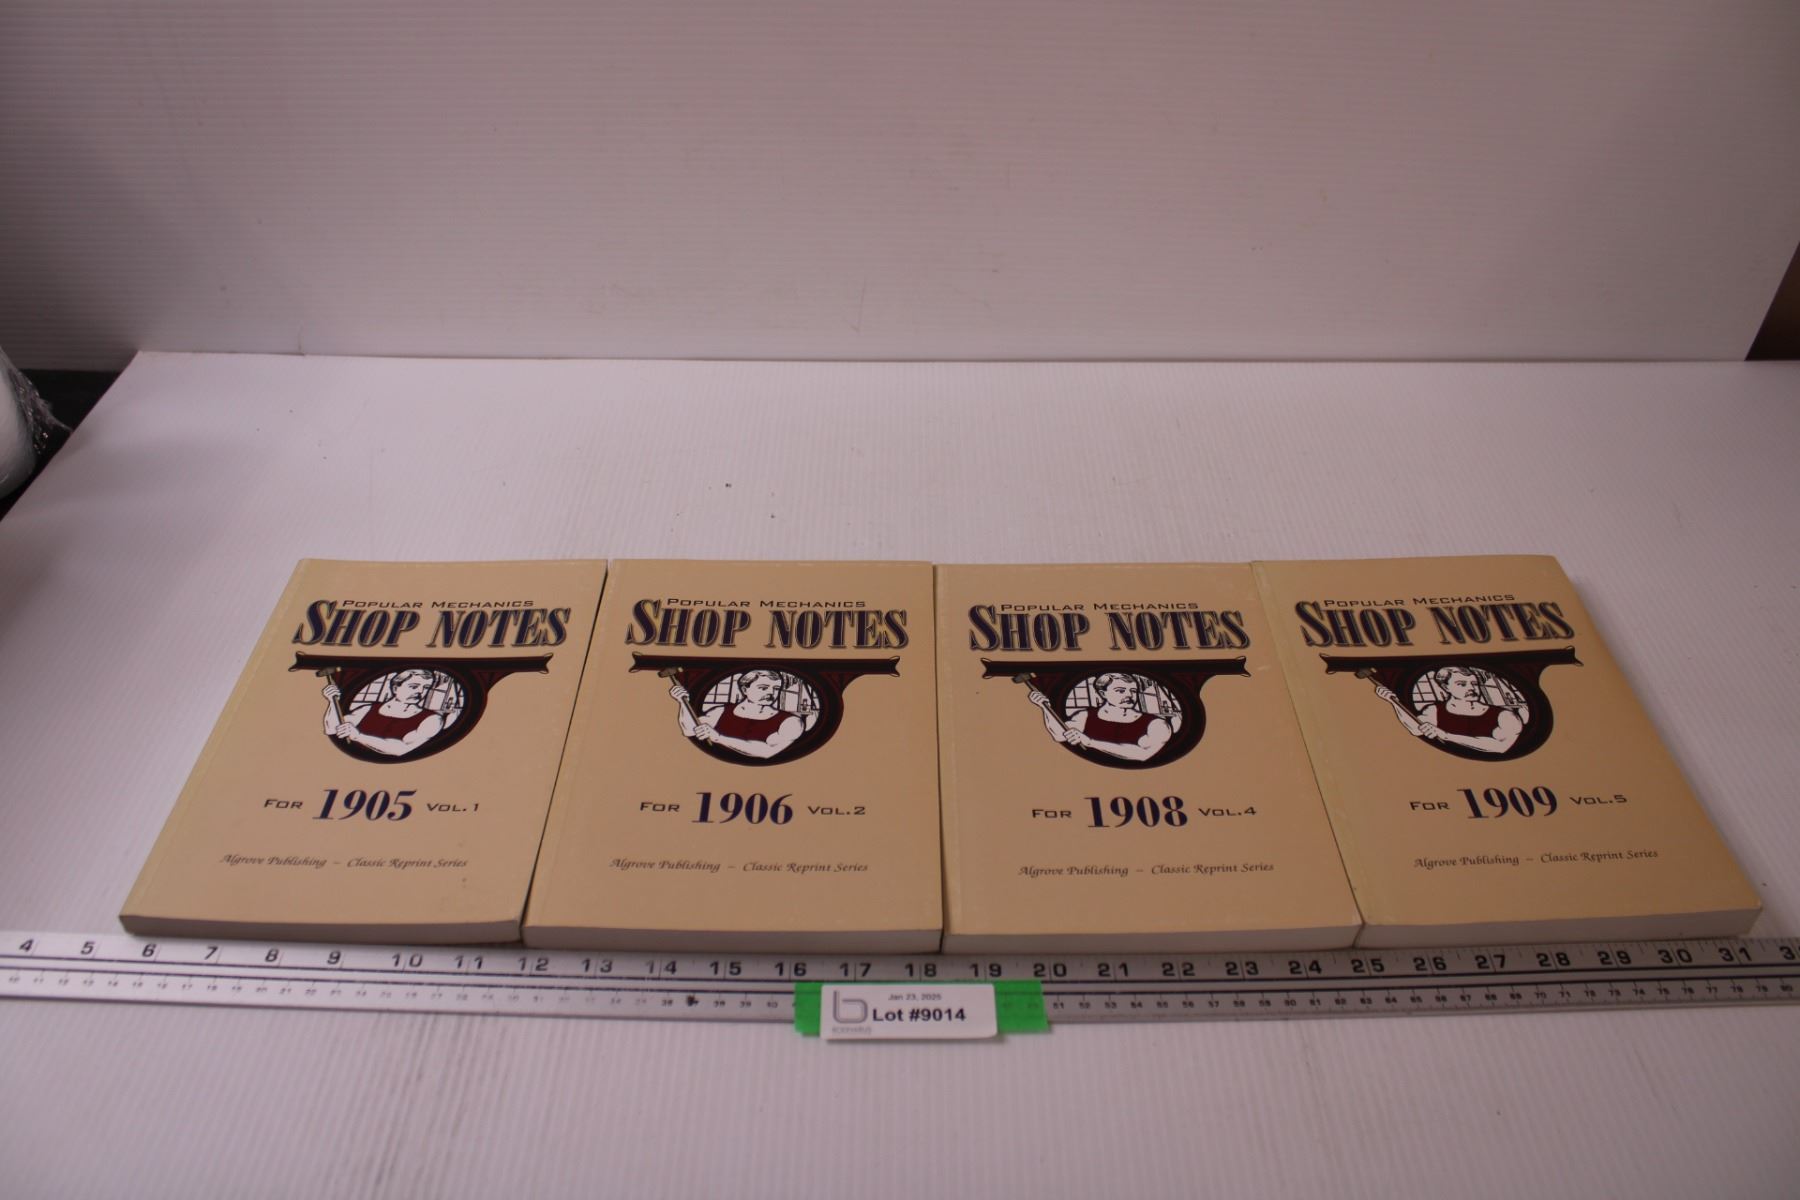 POPULAR MECHANICS
SHOP NOTES
FOR 1905 VOL. 1
Algrove Publishing – Classic Reprint Series
POPULAR MECHANICS
SHOP NOTES
FOR 1906 VOL. 2
Algrove Publishing – Classic Reprint Series
POPULAR MECHANICS
SHOP NOTES
FOR 1908 VOL. 4
Algrove Publishing – Classic Reprint Series
POPULAR MECHANICS
SHOP NOTES
FOR 1909 VOL. 5
Algrove Publishing – Classic Reprint Series
4 5 6 7 8 9 10 11 12 13 14 15 16 17 18 19 20 21 22 23 24 25 26 27 28 29 30 31
Jan 23, 2025
Lot #9014